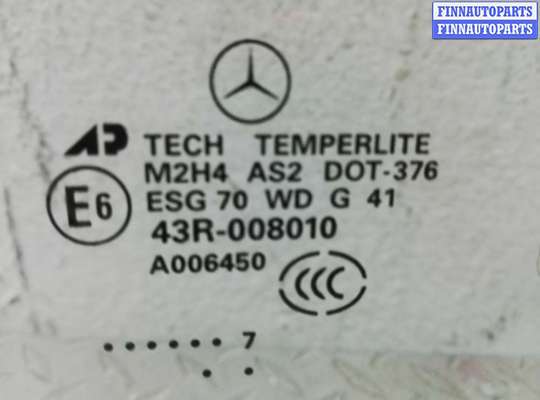 FINNAUTOPARTS
FINNAUTOPARTS
AP TECH TEMPERLITE
M2H4 AS2 DOT-376
E6
ESG 70 WD G 41
43R-008010
A006450
CCC
...... 7
. .